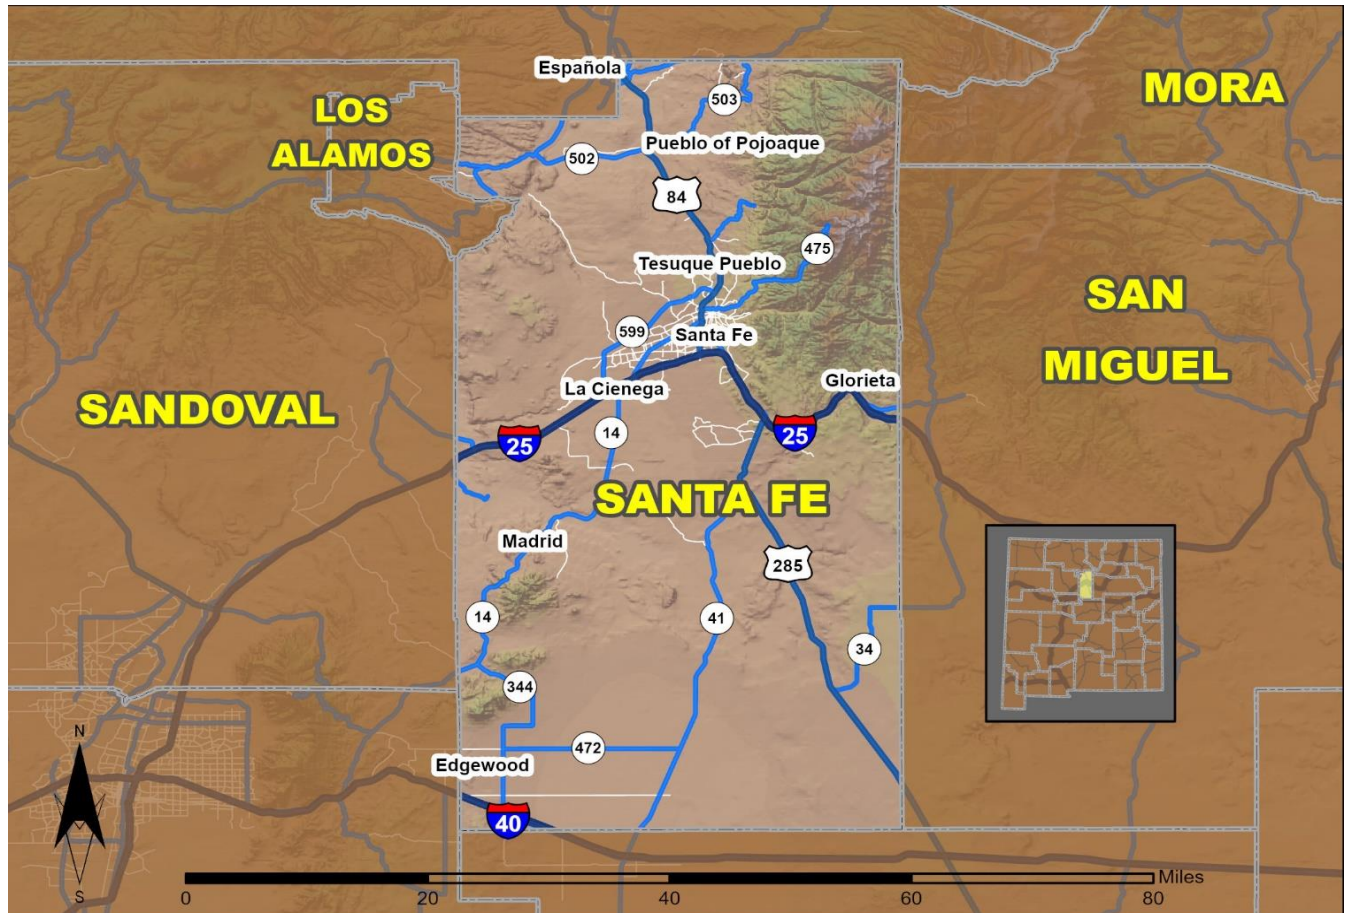 Española
MORA
LOS
ALAMOS
503
Pueblo of Pojoaque
502
84
475
Tesuque Pueblo
SAN
MIGUEL
599
Santa Fe
Glorieta
La Cienega
SANDOVAL
14
25
25
SANTA FE
Madrid
285
14
41
34
344
N
472
Edgewood
40
S
Miles
0
20
40
60
80